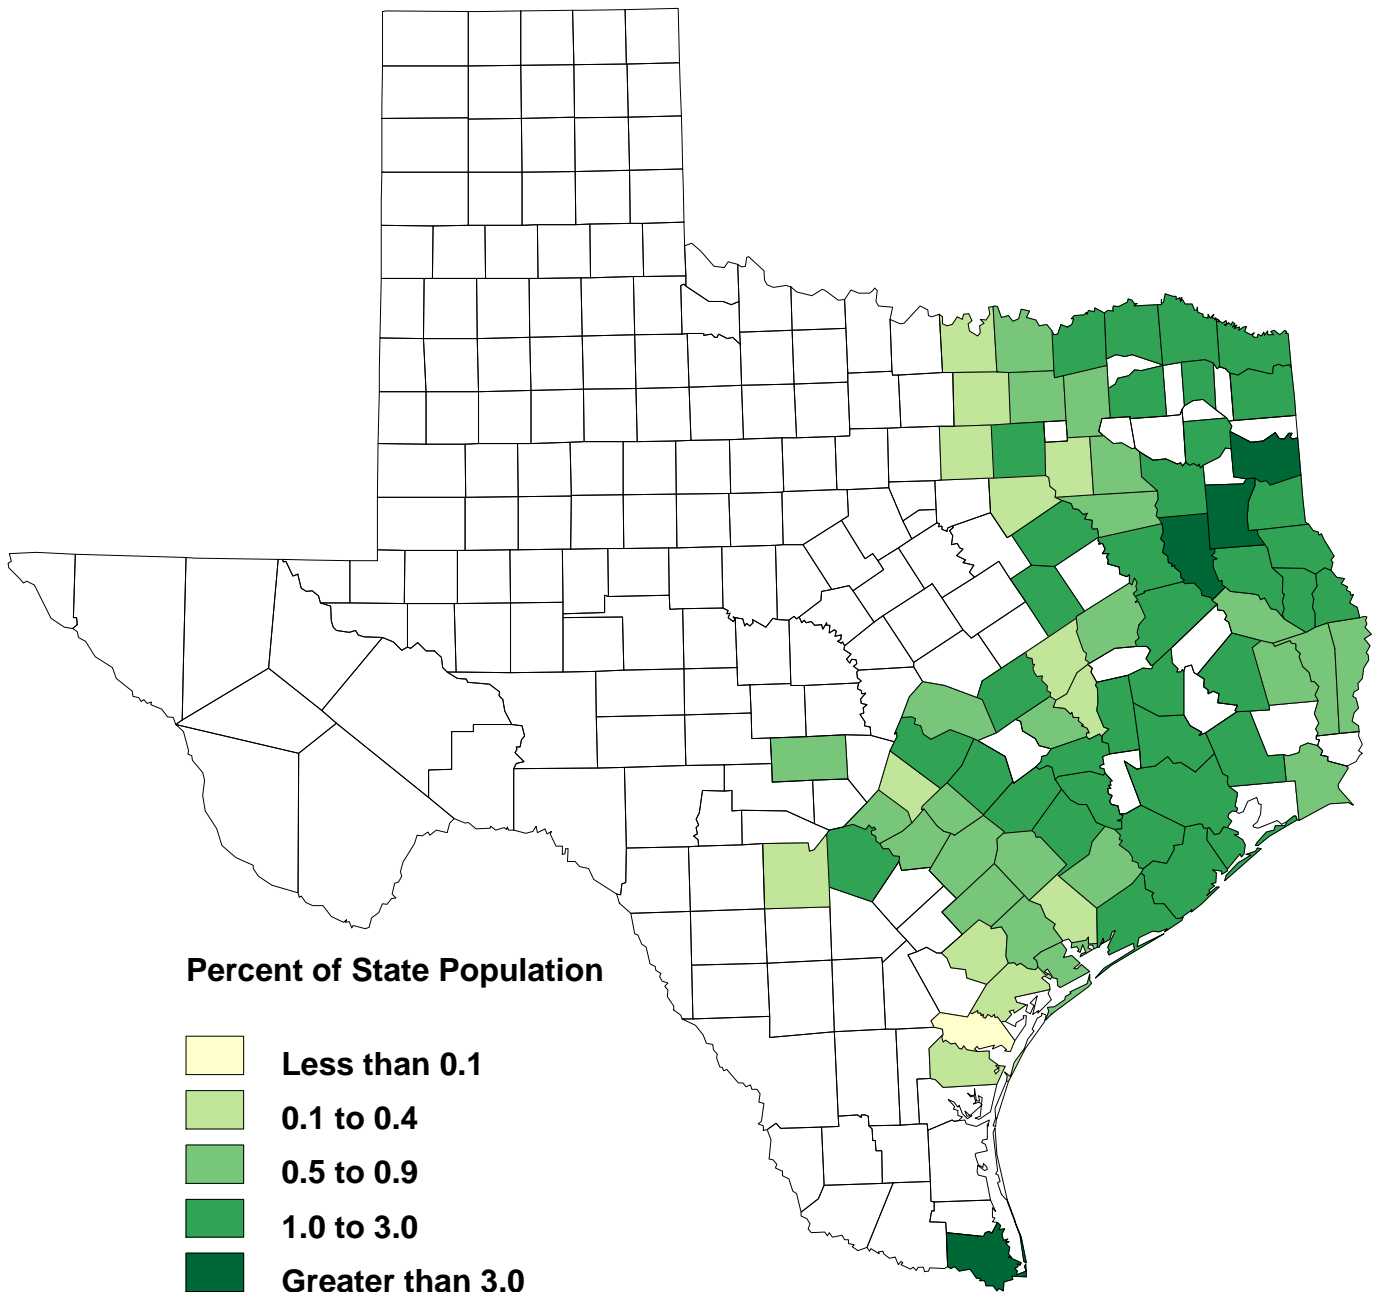 Percent of State Population
Less than 0.1
0.1 to 0.4
0.5 to 0.9
1.0 to 3.0
Greater than 3.0